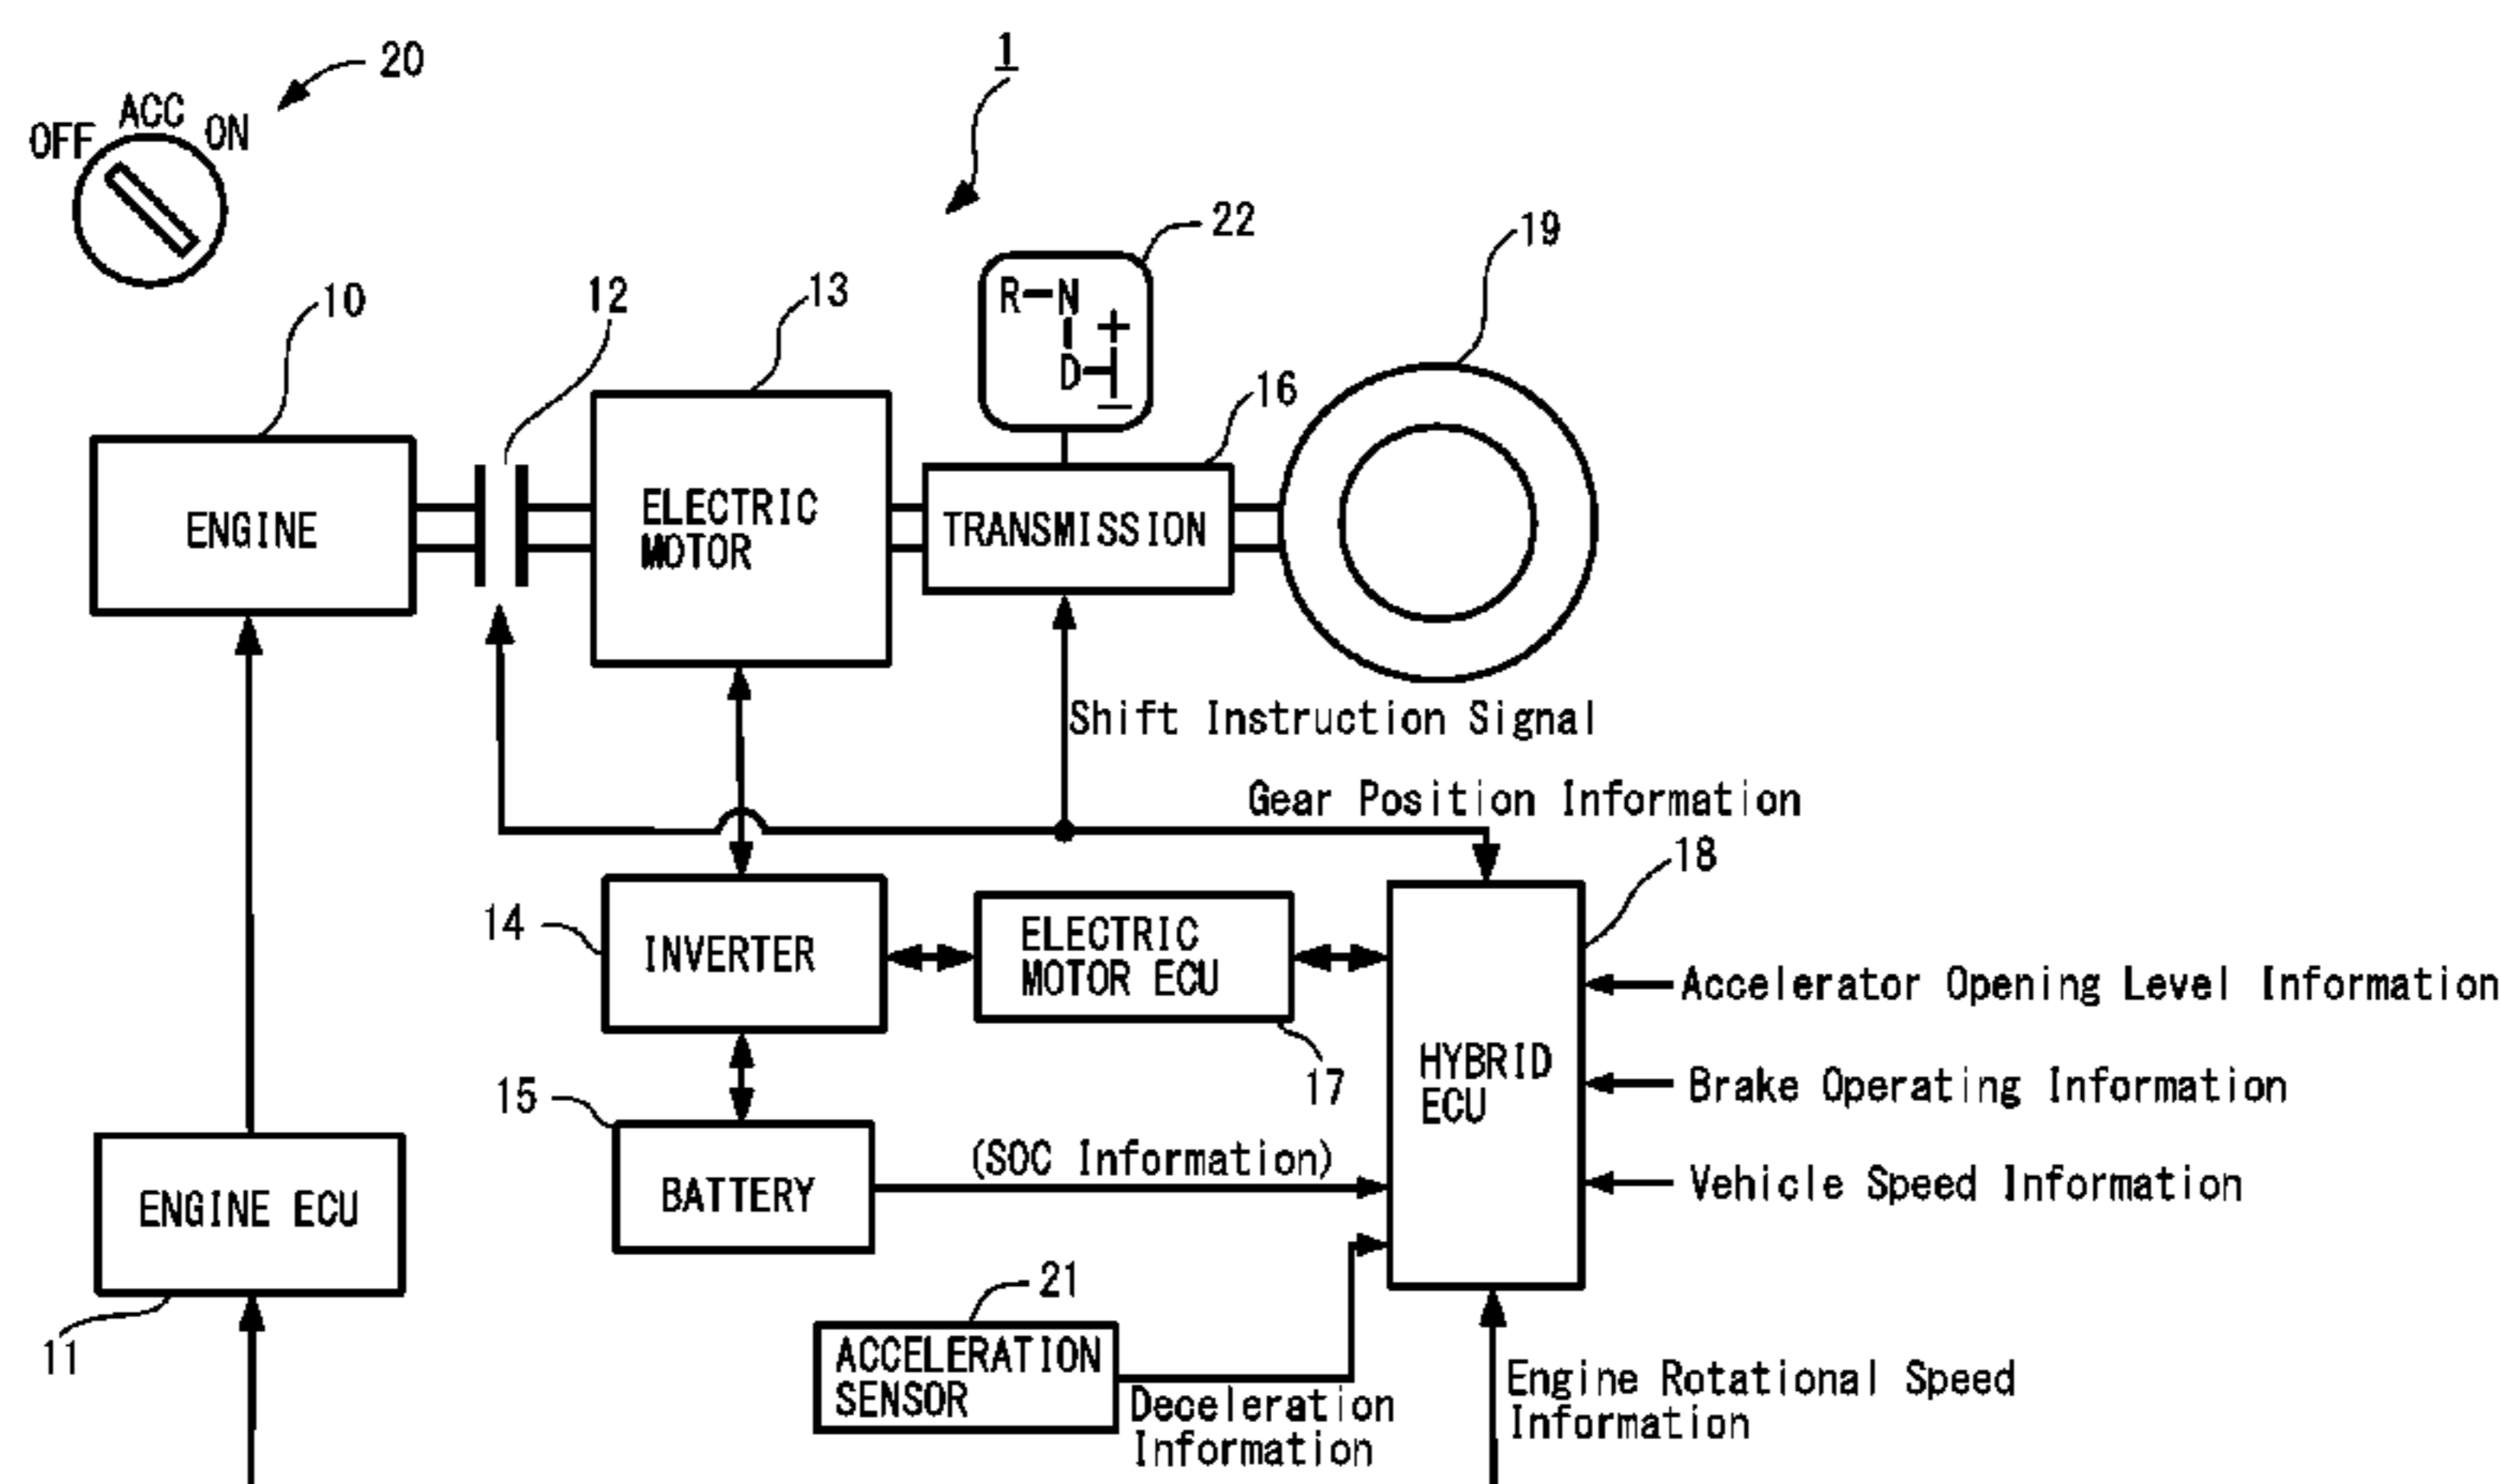 1
20
OFF ACC ON
22
19
10
12
13
R-N
+
D
-
16
ENGINE
ELECTRIC
MOTOR
TRANSMISSION
Shift Instruction Signal
Gear Position Information
18
14
INVERTER
ELECTRIC
MOTOR ECU
17
Accelerator Opening Level Information
HYBRID
ECU
Brake Operating Information
15
BATTERY
(SOC Information)
Vehicle Speed Information
ENGINE ECU
11
21
ACCELERATION
SENSOR
Deceleration
Information
Engine Rotational Speed
Information